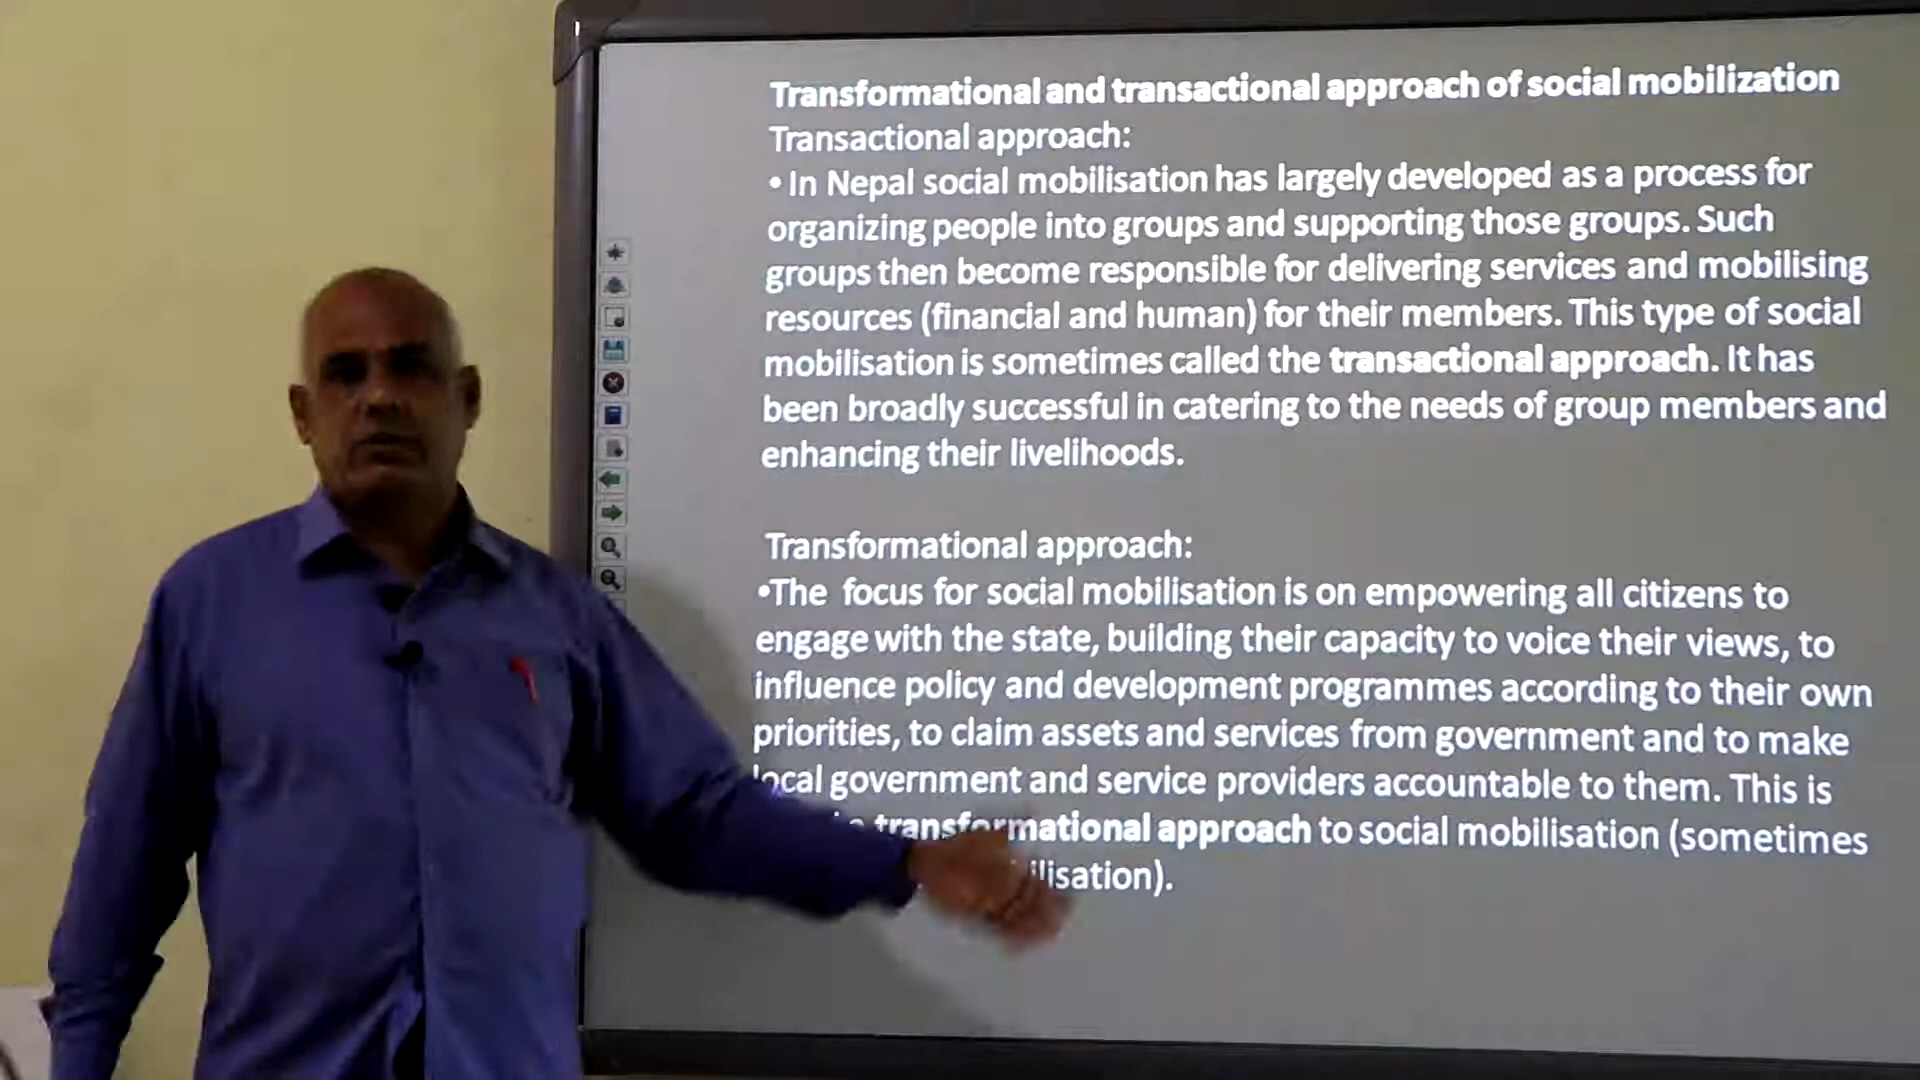 Transformational and transactional approach of social mobilization
Transactional approach:
• In Nepal social mobilisation has largely developed as a process for
organizing people into groups and supporting those groups. Such
groups then become responsible for delivering services and mobilising
resources (financial and human) for their members. This type of social
mobilisation is sometimes called the transactional approach. It has
been broadly successful in catering to the needs of group members and
enhancing their livelihoods.
Transformational approach:
•The focus for social mobilisation is on empowering all citizens to
engage with the state, building their capacity to voice their views, to
influence policy and development programmes according to their own
priorities, to claim assets and services from government and to make
local government and service providers accountable to them. This is
transformational approach to social mobilisation (sometimes